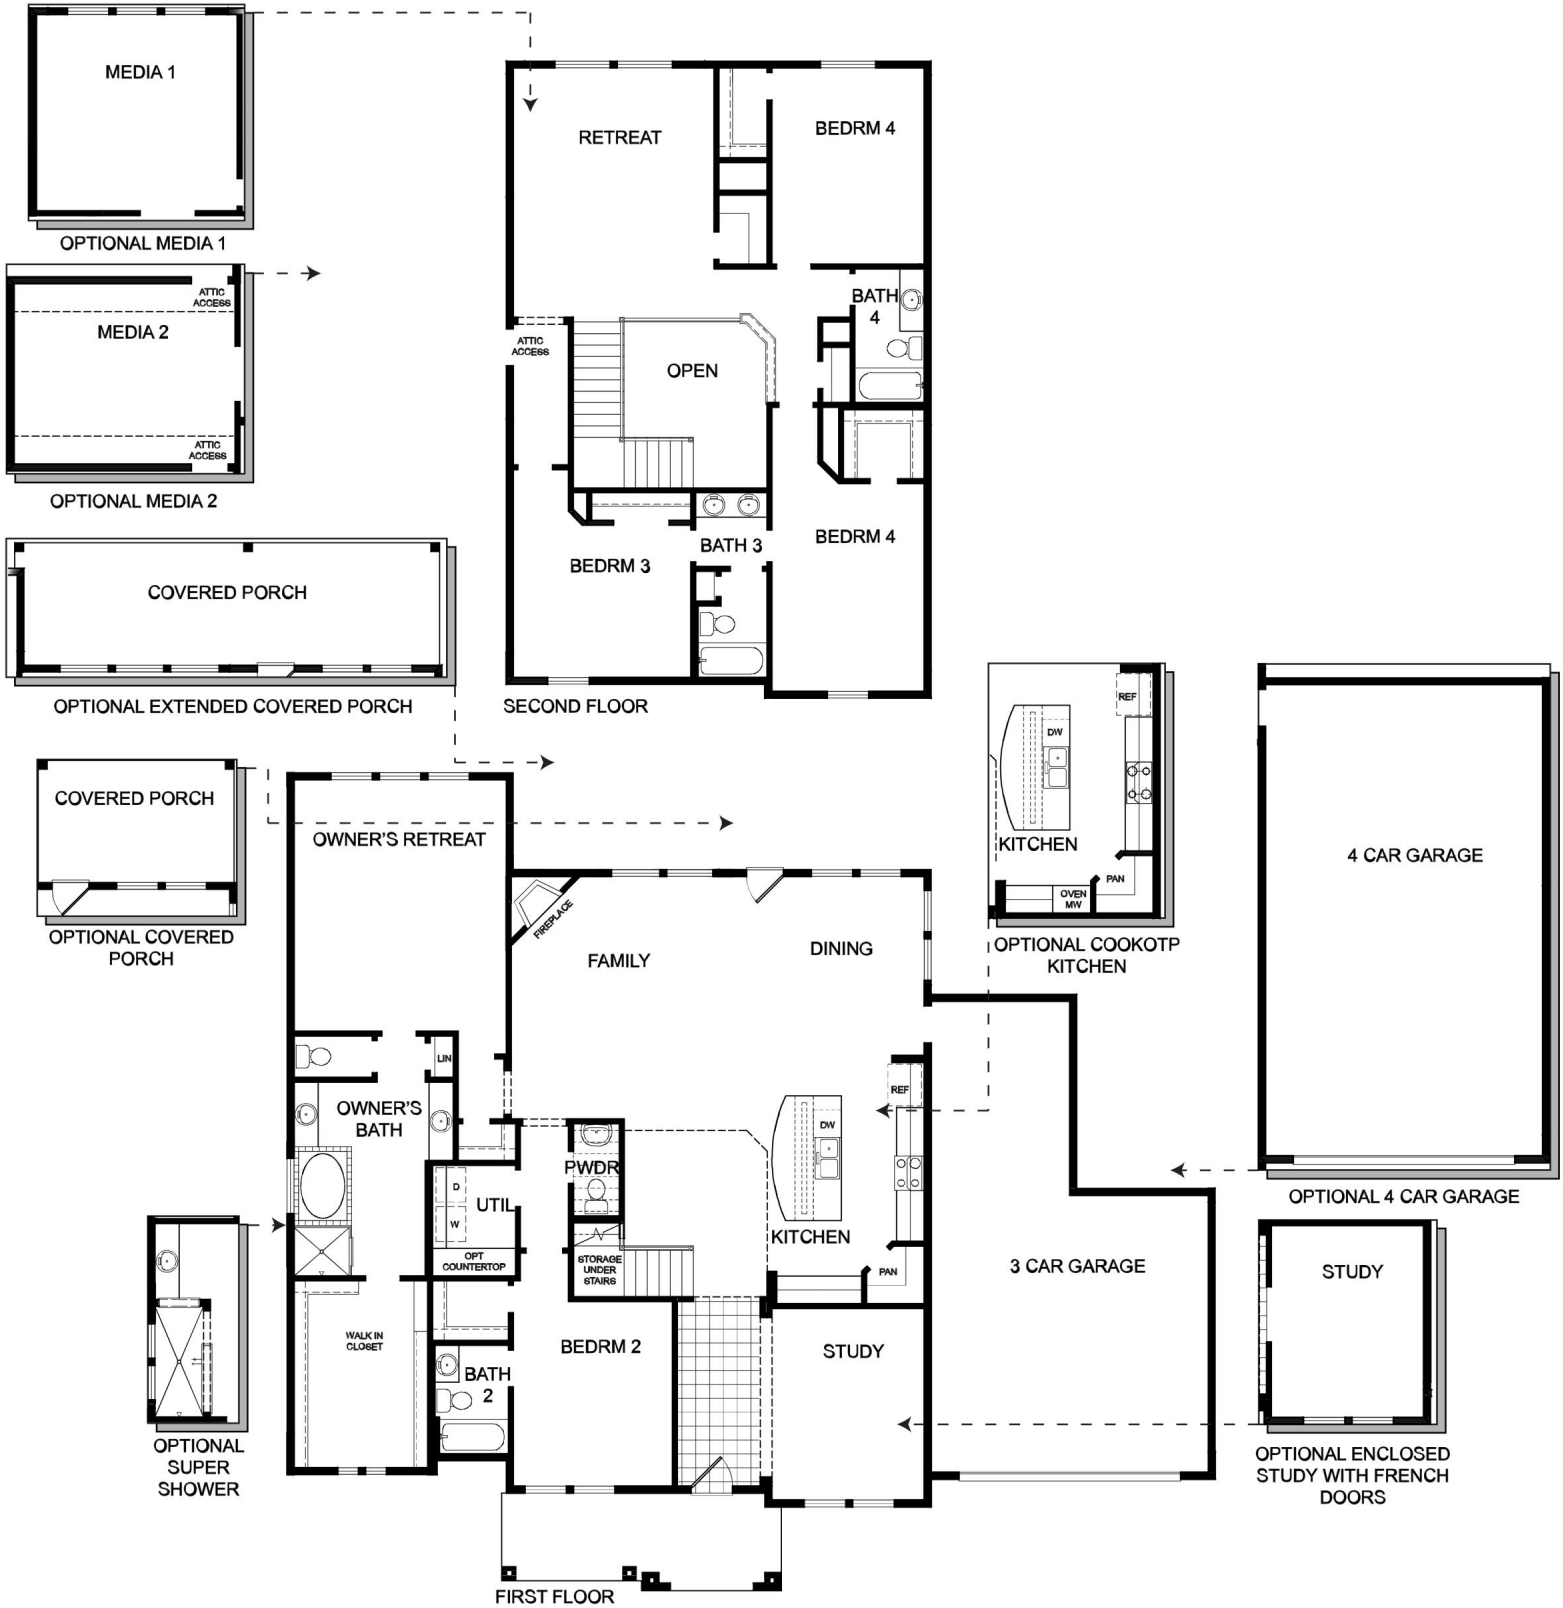 MEDIA 1
OPTIONAL MEDIA 1
ATTIC
ACCESS
MEDIA 2
ATTIC
ACCESS
OPTIONAL MEDIA 2
COVERED PORCH
OPTIONAL EXTENDED COVERED PORCH
COVERED PORCH
OPTIONAL COVERED
PORCH
RETREAT
BEDRM 4
BATH
4
ATTIC
ACCESS
OPEN
BEDRM 3
BATH 3
BEDRM 4
SECOND FLOOR
REF
DW
KITCHEN
PAN
OVEN
MW
OPTIONAL COOKOTP
KITCHEN
4 CAR GARAGE
OPTIONAL 4 CAR GARAGE
OWNER'S RETREAT
FIREPLACE
FAMILY
DINING
LIN
OWNER'S
BATH
REF
DW
PWDR
D
UTIL
W
OPT
COUNTERTOP
STORAGE
UNDER
STAIRS
KITCHEN
PAN
3 CAR GARAGE
WALK IN
CLOSET
BATH
2
BEDRM 2
STUDY
OPTIONAL
SUPER
SHOWER
STUDY
OPTIONAL ENCLOSED
STUDY WITH FRENCH
DOORS
FIRST FLOOR